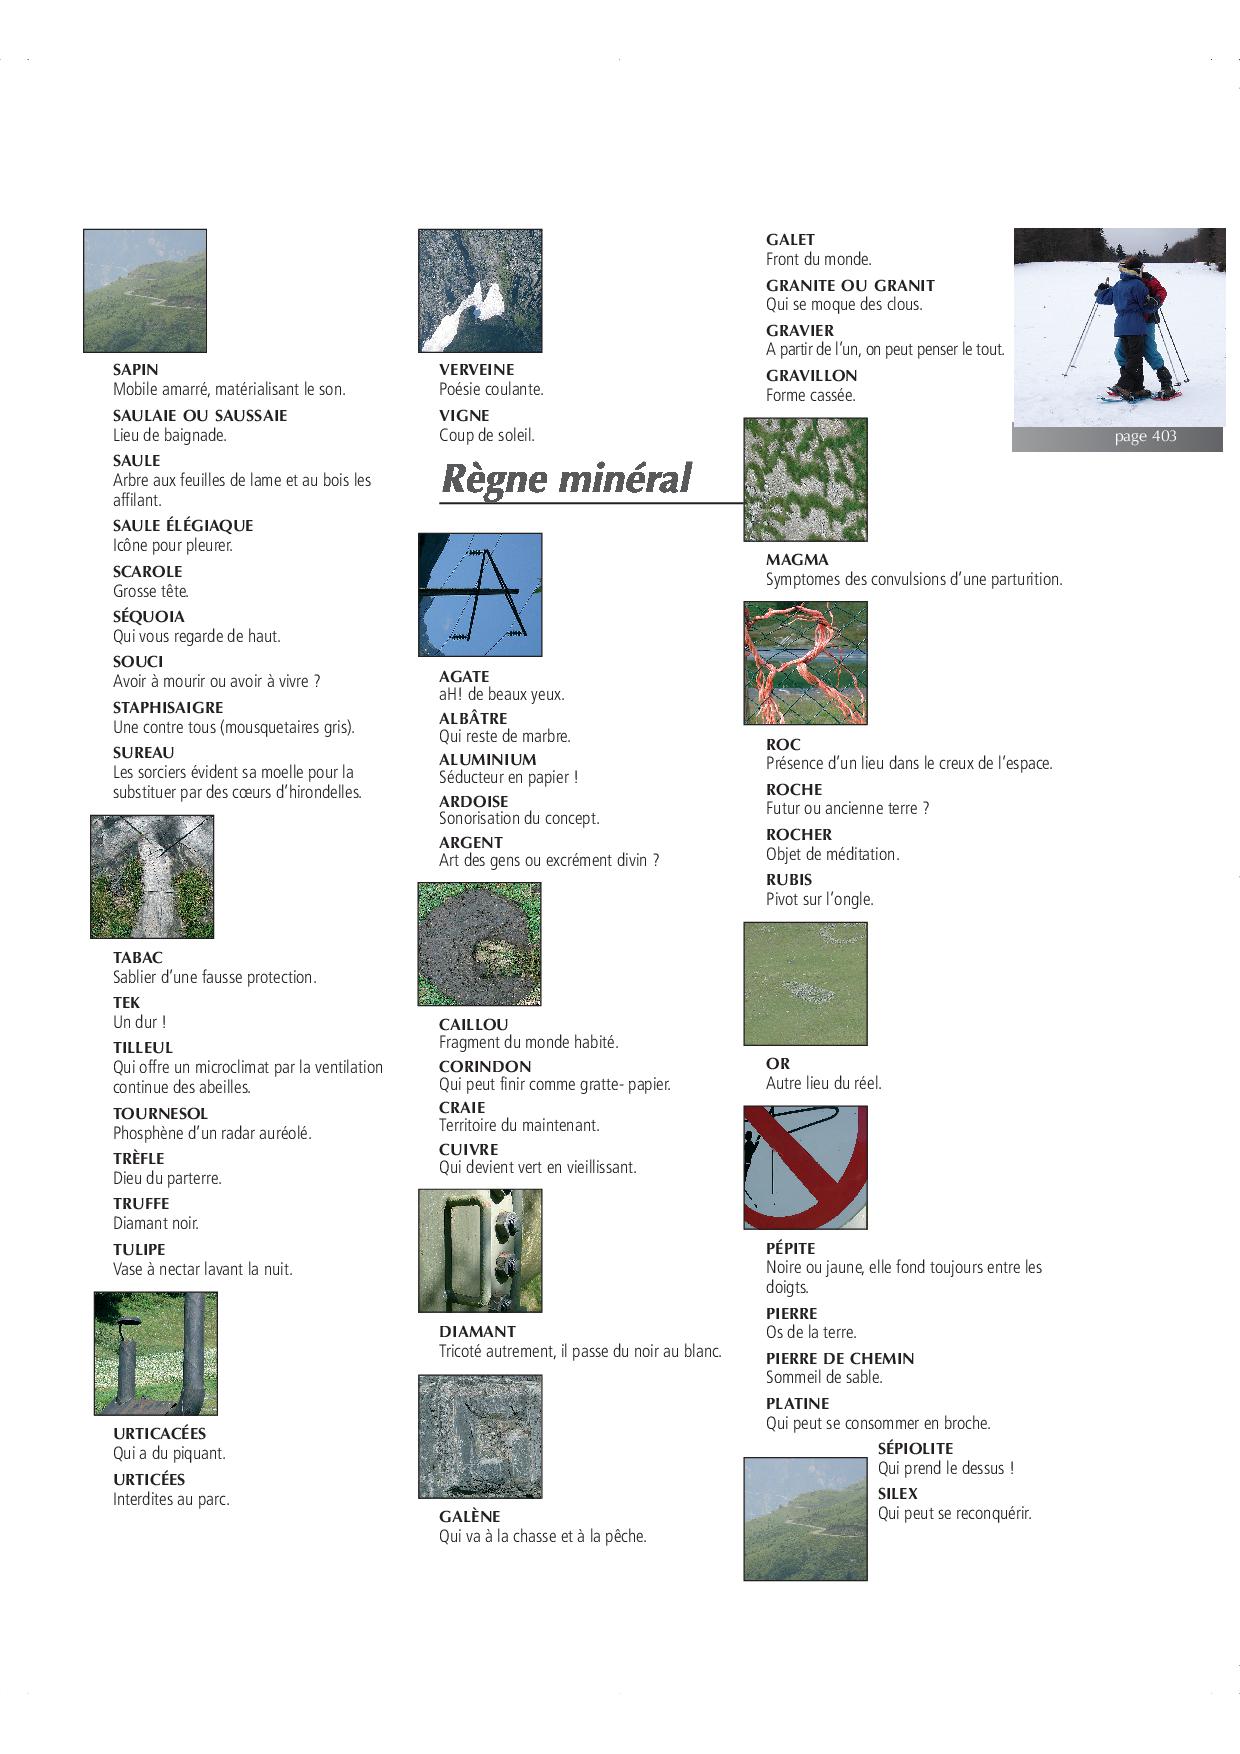 SAPIN
Mobile amarré, matérialisant le son.
SAULAIE OU SAUSSAIE
Lieu de baignade.
SAULE
Arbre aux feuilles de lame et au bois les
affilant.
SAULE ÉLÉGIAQUE
Icône pour pleurer.
SCAROLE
Grosse tête.
SÉQUOIA
Qui vous regarde de haut.
SOUCI
Avoir à mourir ou avoir à vivre ?
STAPHISAIGRE
Une contre tous (mousquetaires gris).
SUREAU
Les sorciers évident sa moelle pour la
substituer par des cœurs d'hirondelles.
TABAC
Sablier d'une fausse protection.
TEK
Un dur !
TILLEUL
Qui offre un microclimat par la ventilation
continue des abeilles.
TOURNESOL
Phosphène d'un radar auréolé.
TRÈFLE
Dieu du parterre.
TRUFFE
Diamant noir.
TULIPE
Vase à nectar lavant la nuit.
URTICACÉES
Qui a du piquant.
URTICÉES
Interdites au parc.
VERVEINE
Poésie coulante.
VIGNE
Coup de soleil.
Règne minéral
AGATE
aH! de beaux yeux.
ALBÂTRE
Qui reste de marbre.
ALUMINIUM
Séducteur en papier !
ARDOISE
Sonorisation du concept.
ARGENT
Art des gens ou excrément divin ?
CAILLOU
Fragment du monde habité.
CORINDON
Qui peut finir comme gratte- papier.
CRAIE
Territoire du maintenant.
CUIVRE
Qui devient vert en vieillissant.
DIAMANT
Tricoté autrement, il passe du noir au blanc.
GALÈNE
Qui va à la chasse et à la pêche.
GALET
Front du monde.
GRANITE OU GRANIT
Qui se moque des clous.
GRAVIER
A partir de l'un, on peut penser le tout.
GRAVILLON
Forme cassée.
page 403
MAGMA
Symptomes des convulsions d'une parturition.
ROC
Présence d'un lieu dans le creux de l'espace.
ROCHE
Futur ou ancienne terre ?
ROCHER
Objet de méditation.
RUBIS
Pivot sur l'ongle.
OR
Autre lieu du réel.
PÉPITE
Noire ou jaune, elle fond toujours entre les
doigts.
PIERRE
Os de la terre.
PIERRE DE CHEMIN
Sommeil de sable.
PLATINE
Qui peut se consommer en broche.
SÉPIOLITE
Qui prend le dessus !
SILEX
Qui peut se reconquérir.